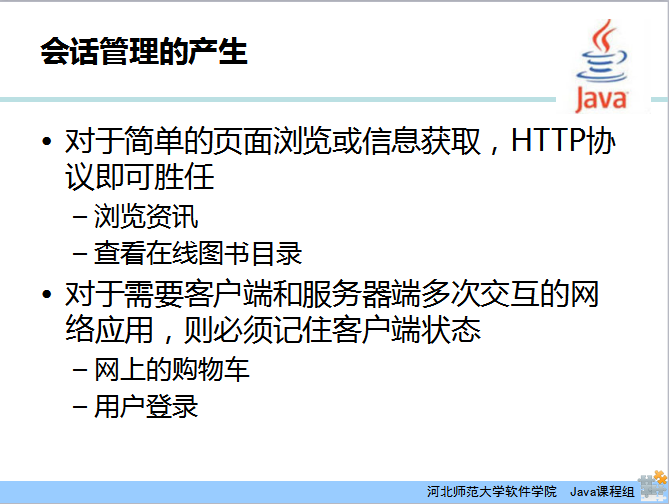 会话管理的产生
Java
• 对于简单的页面浏览或信息获取，HTTP协
议即可胜任
– 浏览资讯
– 查看在线图书目录
• 对于需要客户端和服务器端多次交互的网
络应用，则必须记住客户端状态
– 网上的购物车
– 用户登录
河北师范大学软件学院 Java课程组